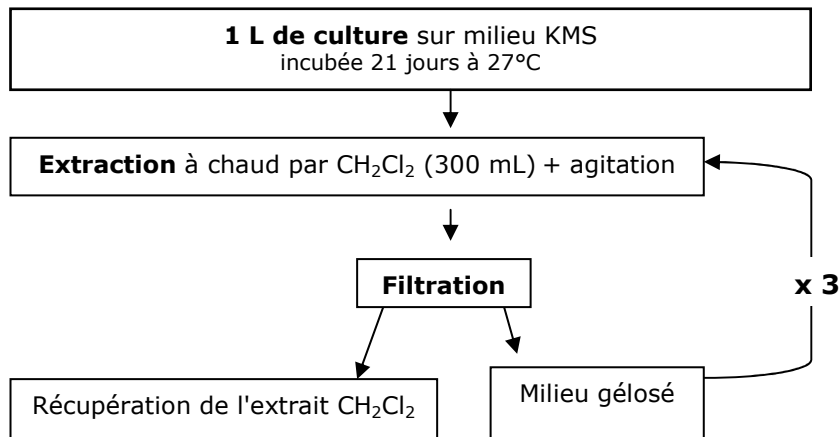 1 L de culture sur milieu KMS
incubée 21 jours à 27°C
Extraction à chaud par CH₂Cl₂ (300 mL) + agitation
Filtration
x 3
Récupération de l'extrait CH₂Cl₂
Milieu gélosé